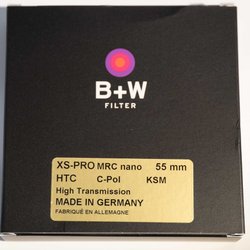 B+W
FILTER
XS-PRO MRC nano 55 mm
HTC C-Pol KSM
High Transmission
MADE IN GERMANY
FABRIQUÉ EN ALLEMAGNE